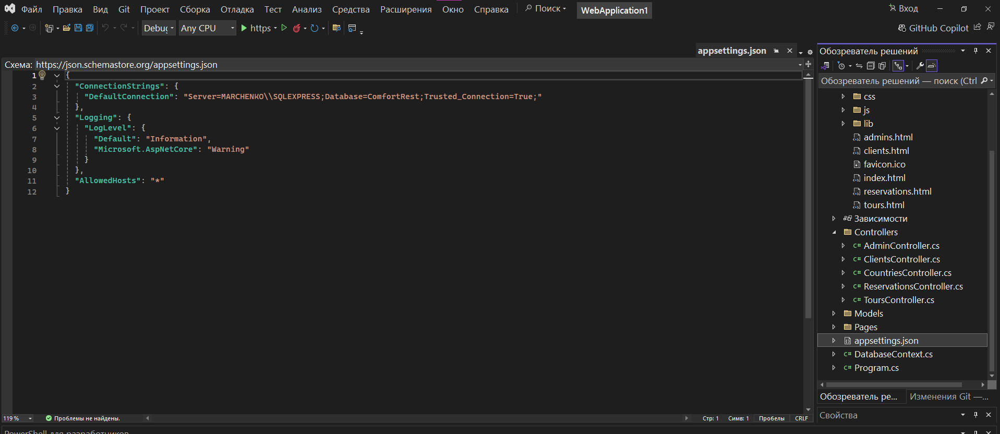 Файл Правка Вид Git Проект Сборка Отладка Тест Анализ Средства Расширения Окно Справка Поиск WebApplication1 Вход
Debug Any CPU https GitHub Copilot
appsettings.json
Схема: https://json.schemastore.org/appsettings.json
1 {
2 "ConnectionStrings": {
3 "DefaultConnection": "Server=MARCHENKO\\SQLEXPRESS;Database=ComfortRest;Trusted_Connection=True;"
4 },
5 "Logging": {
6 "LogLevel": {
7 "Default": "Information",
8 "Microsoft.AspNetCore": "Warning"
9 }
10 },
11 "AllowedHosts": "*"
12 }
119 % Проблемы не найдены. Стр: 1 Симв: 1 Пробелы CRLF
PowerShell для разработчиков
Обозреватель решений
Обозреватель решений — поиск (Ctrl
css
js
lib
admins.html
clients.html
favicon.ico
index.html
reservations.html
tours.html
Зависимости
Controllers
C# AdminController.cs
C# ClientsController.cs
C# CountriesController.cs
C# ReservationsController.cs
C# ToursController.cs
Models
Pages
appsettings.json
C# DatabaseContext.cs
C# Program.cs
Обозреватель ре... Изменения Git —...
Свойства